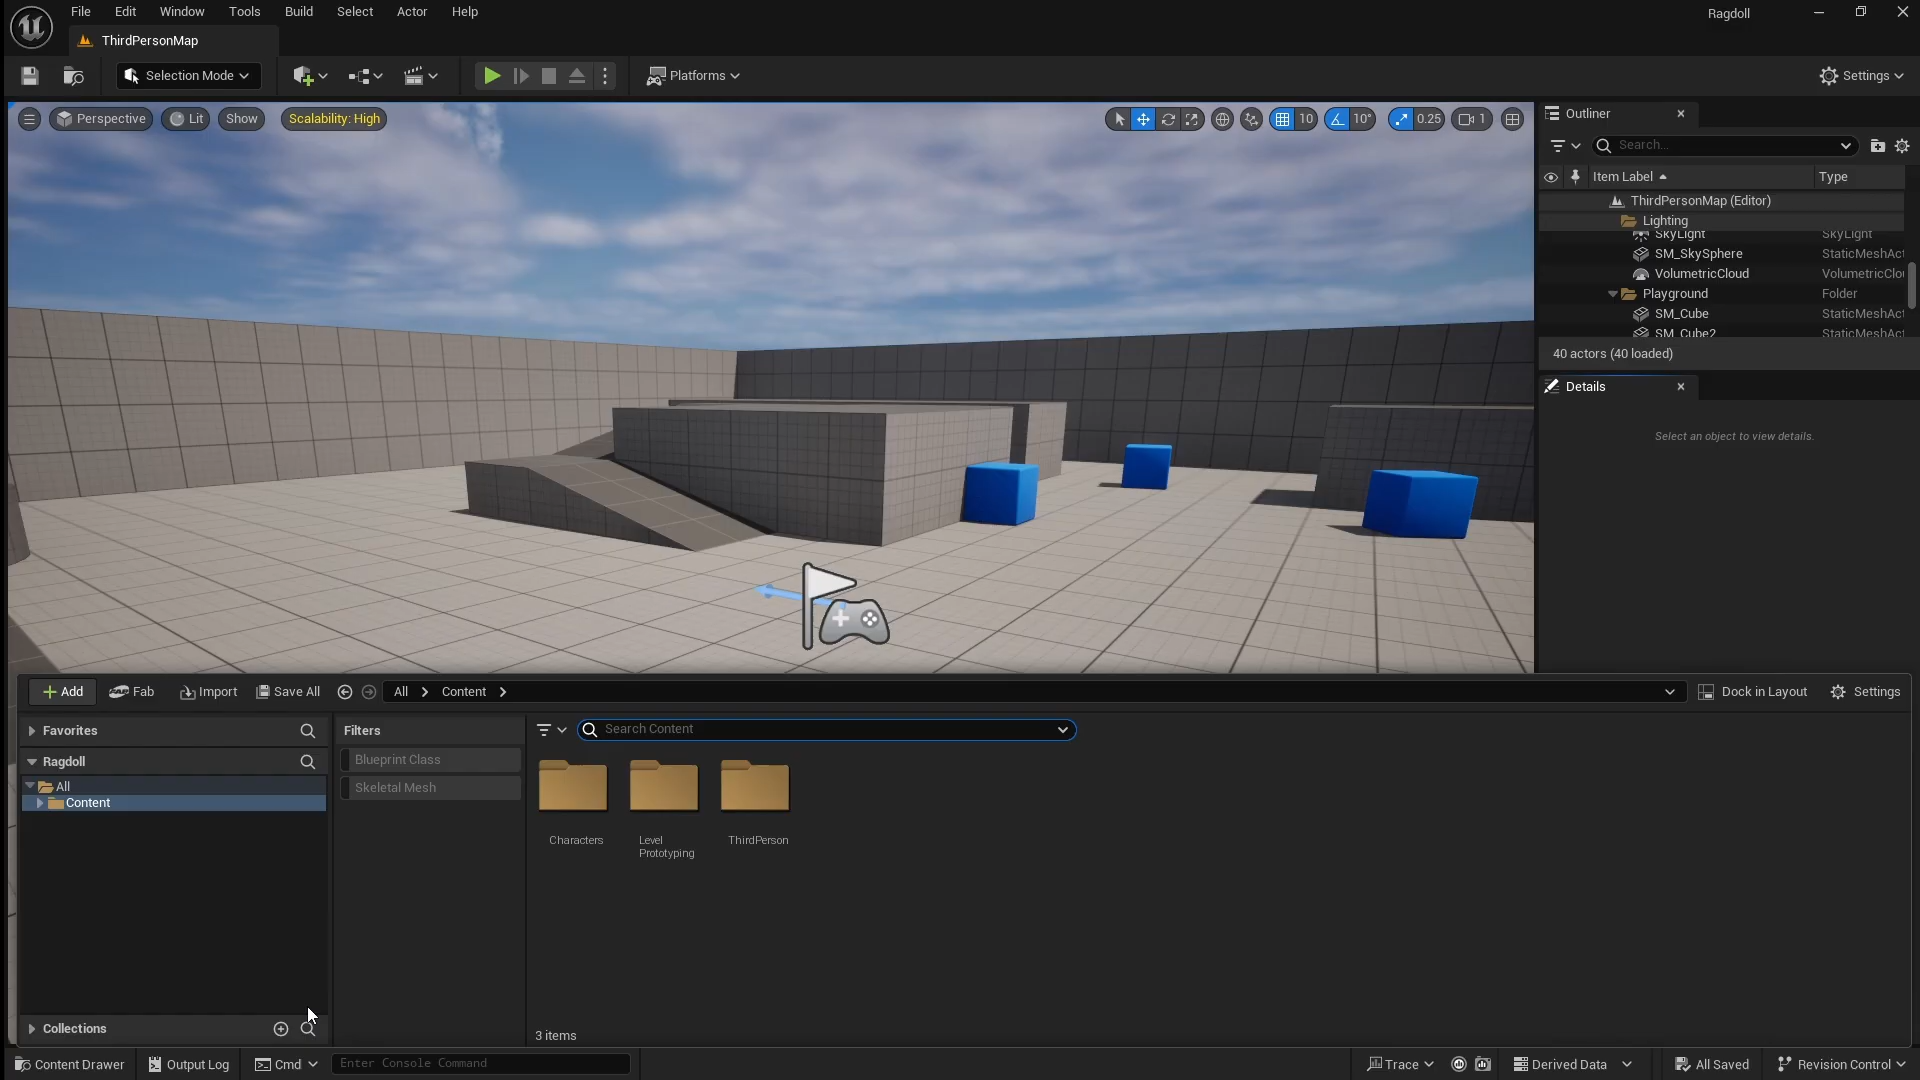 File Edit Window Tools Build Select Actor Help
Ragdoll
ThirdPersonMap
Selection Mode
Platforms
Settings
Perspective Lit Show Scalability: High
10 10° 0.25 1
Outliner
Search...
Item Label Type
ThirdPersonMap (Editor)
Lighting
SkyLight SkyLight
SM_SkySphere StaticMeshAct
VolumetricCloud VolumetricClou
Playground Folder
SM_Cube StaticMeshAct
SM_Cube2 StaticMeshAct
40 actors (40 loaded)
Details
Select an object to view details.
Add Fab Import Save All All Content Dock in Layout Settings
Favorites
Filters
Search Content
Ragdoll
Blueprint Class
All
Skeletal Mesh
Content
Characters
Level
Prototyping
ThirdPerson
Collections
3 items
Content Drawer Output Log Cmd Enter Console Command Trace Derived Data All Saved Revision Control